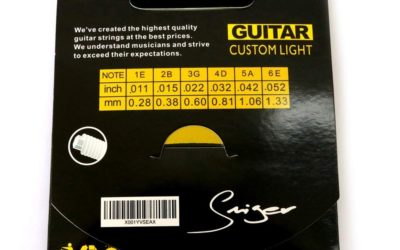 We've created the highest quality
guitar strings at the best prices.
We understand musicians and strive
to exceed their expectations.
GUITAR
CUSTOM LIGHT
NOTE 1E 2B 3G 4D 5A 6E
inch .011 .015 .022 .032 .042 .052
mm 0.28 0.38 0.60 0.81 1.06 1.33
X001YVSEAX
Sniger